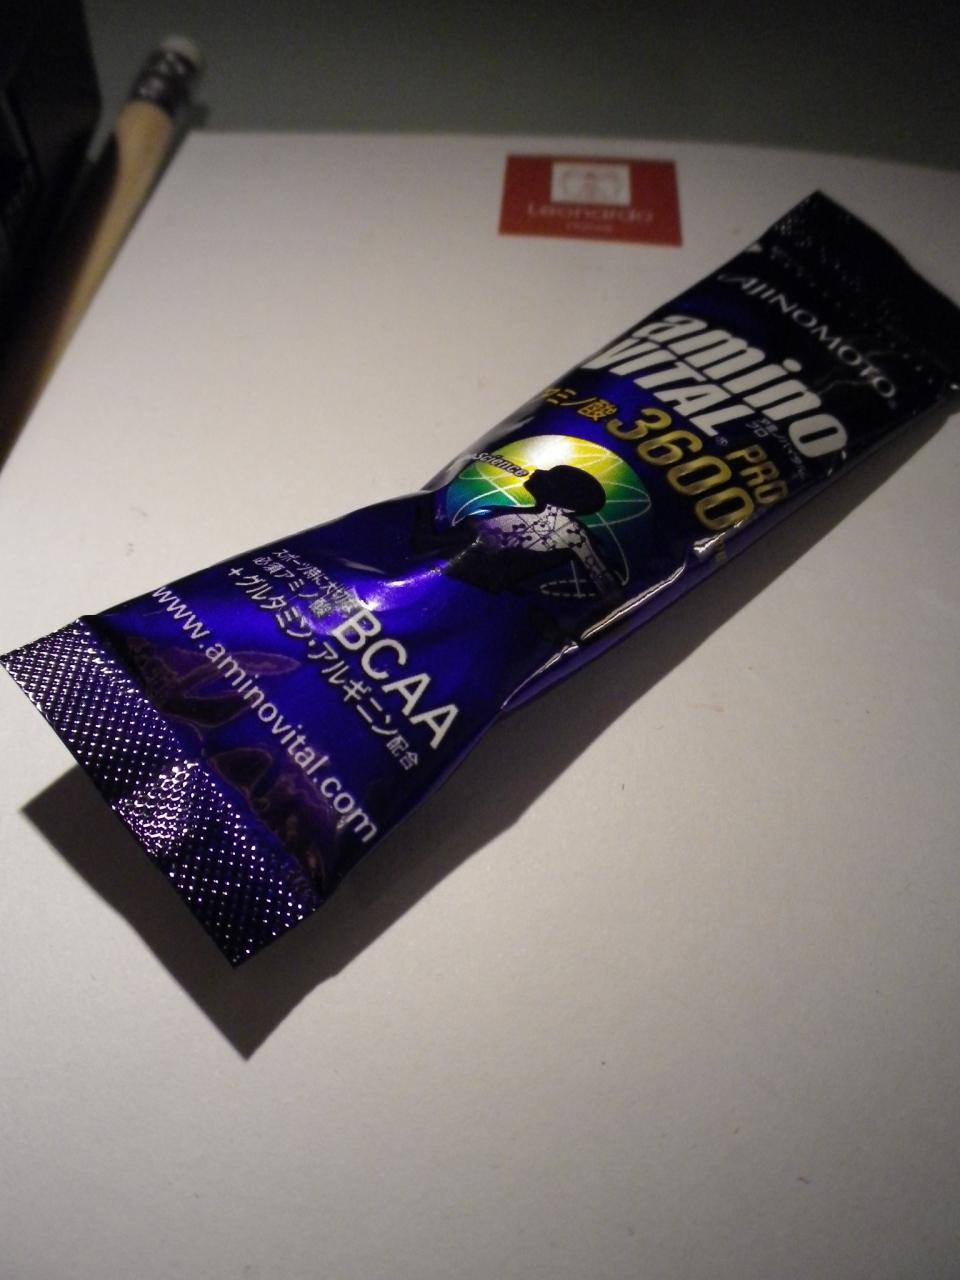 Leonardo
AJINOMOTO®
amino
VITAL®
プロ
アミノ酸 3600
PRO
science
スポーツ時に大切な
必須アミノ酸 BCAA
+グルタミン・アルギニン配合
www.aminovital.com